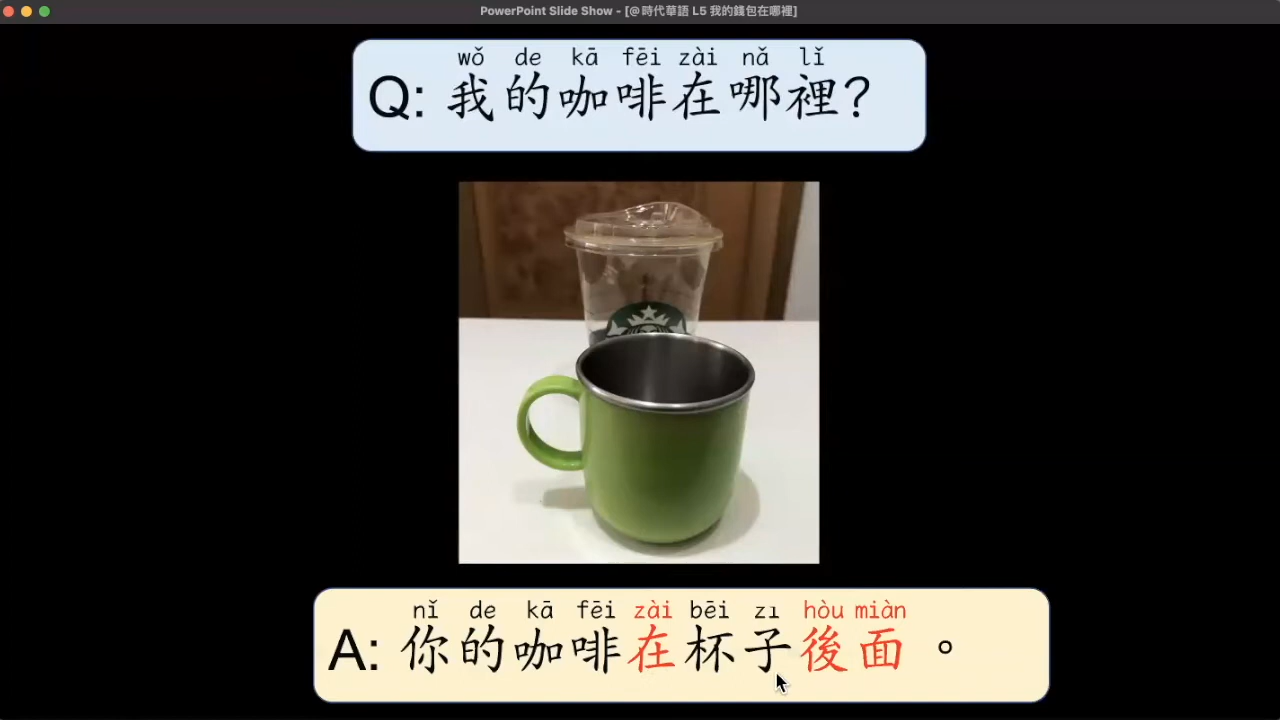 PowerPoint Slide Show - [@時代華語 L5 我的錢包在哪裡]
wǒ de kā fēi zài nǎ lǐ
Q: 我的咖啡在哪裡?
nǐ de kā fēi zài bēi zı hòu miàn
A: 你的咖啡在杯子後面。